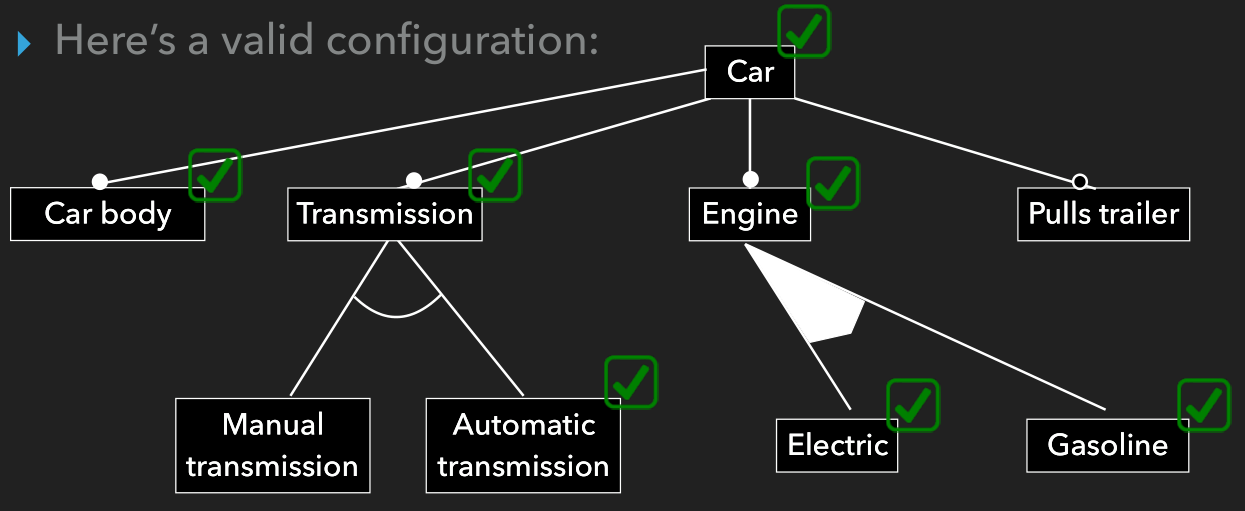 Here’s a valid configuration:
Car
Car body
Transmission
Engine
Pulls trailer
Manual
transmission
Automatic
transmission
Electric
Gasoline